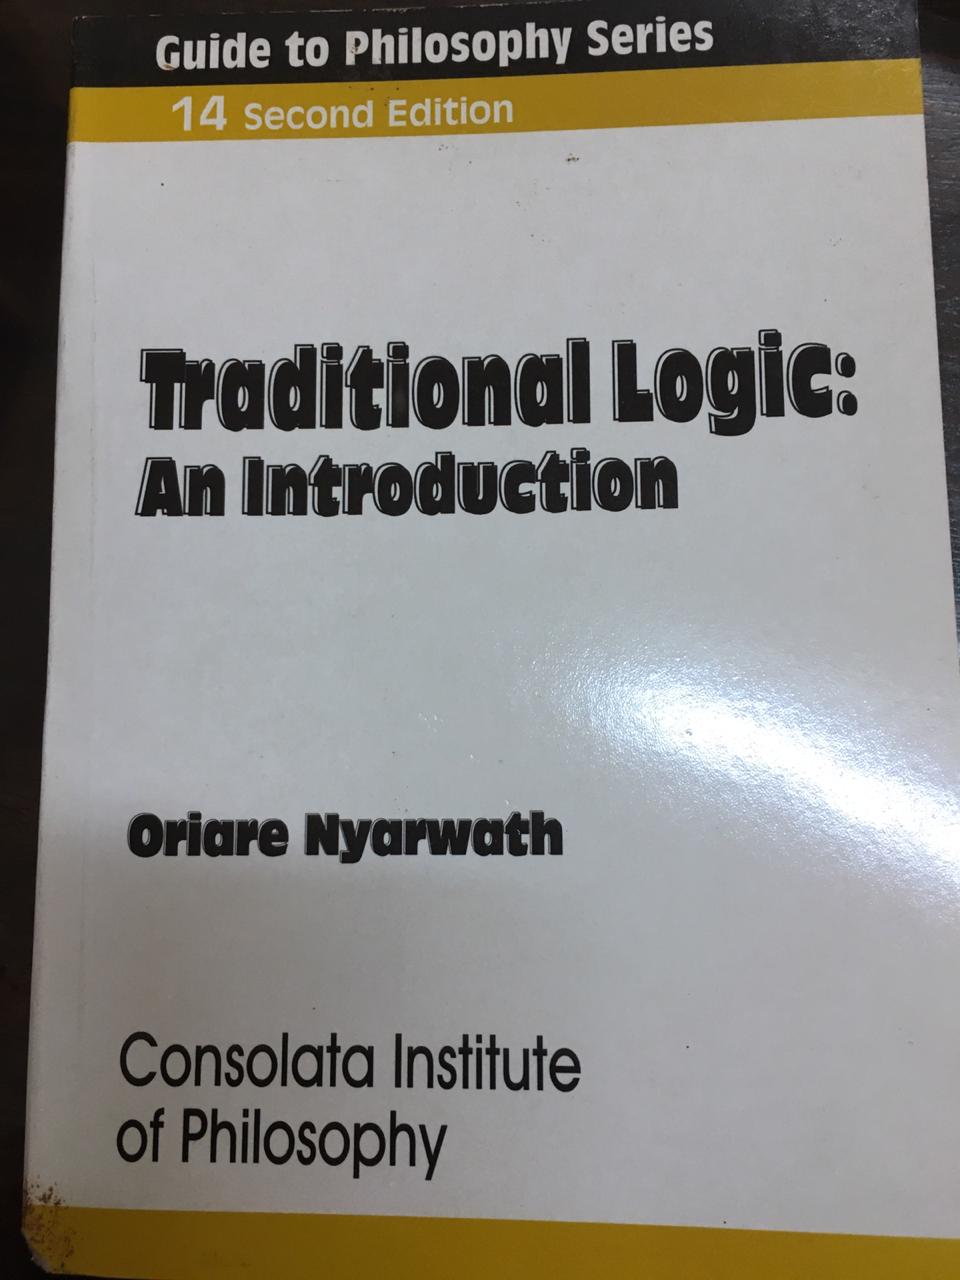 Guide to Philosophy Series
14 Second Edition
Traditional Logic:
An Introduction
Oriare Nyarwath
Consolata Institute
of Philosophy